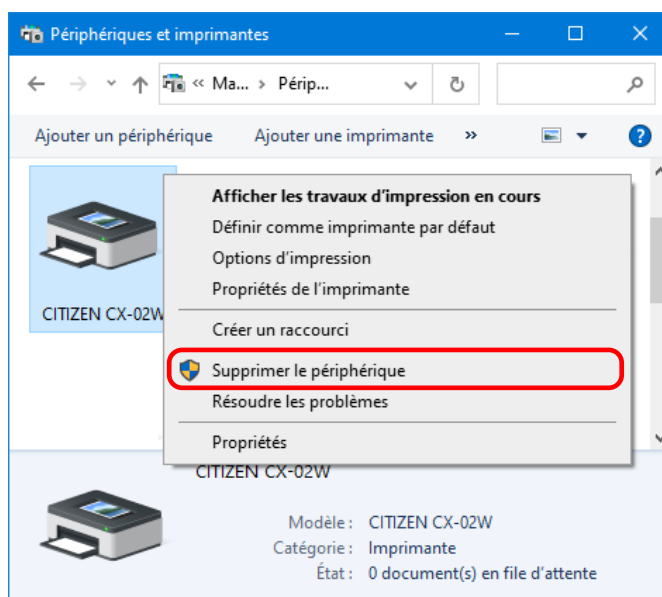 Périphériques et imprimantes
« Ma... > Périp...
Ajouter un périphérique Ajouter une imprimante »
Afficher les travaux d'impression en cours
Définir comme imprimante par défaut
Options d'impression
Propriétés de l'imprimante
CITIZEN CX-02W
Créer un raccourci
Supprimer le périphérique
Résoudre les problèmes
Propriétés
CITIZEN CX-02W
Modèle : CITIZEN CX-02W
Catégorie : Imprimante
État : 0 document(s) en file d'attente